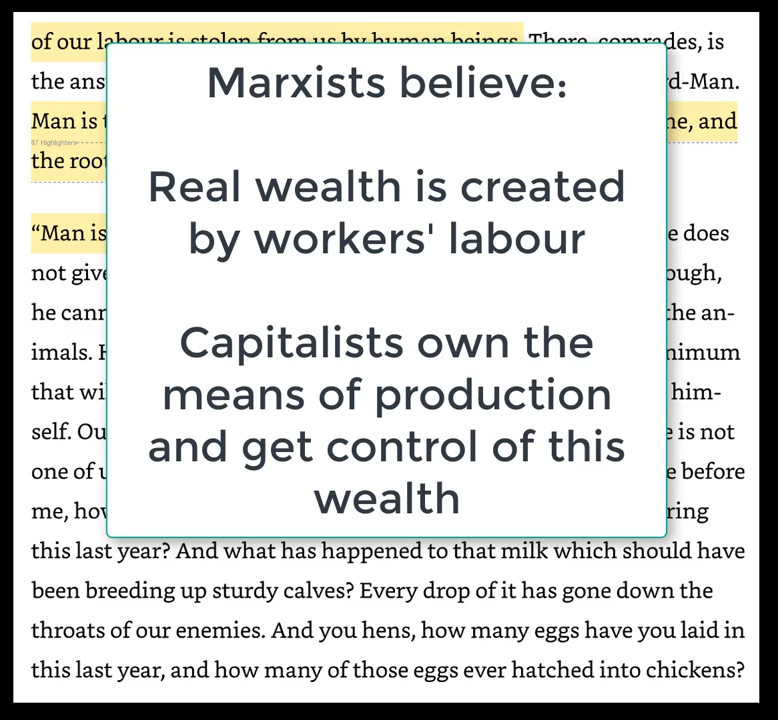 of our labour is stolen from us by human beings. There, comrades, is
the ans
Man is t
67 Highlighters
the root
"Man is
not give
he cann
imals. H
that wi
self. Ou
one of u
me, hov
Marxists believe:
Real wealth is created
by workers' labour
Capitalists own the
means of production
and get control of this
wealth
rd-Man.
ne, and
e does
ough,
the an-
nimum
him-
e is not
e before
ring
this last year? And what has happened to that milk which should have
been breeding up sturdy calves? Every drop of it has gone down the
throats of our enemies. And you hens, how many eggs have you laid in
this last year, and how many of those eggs ever hatched into chickens?